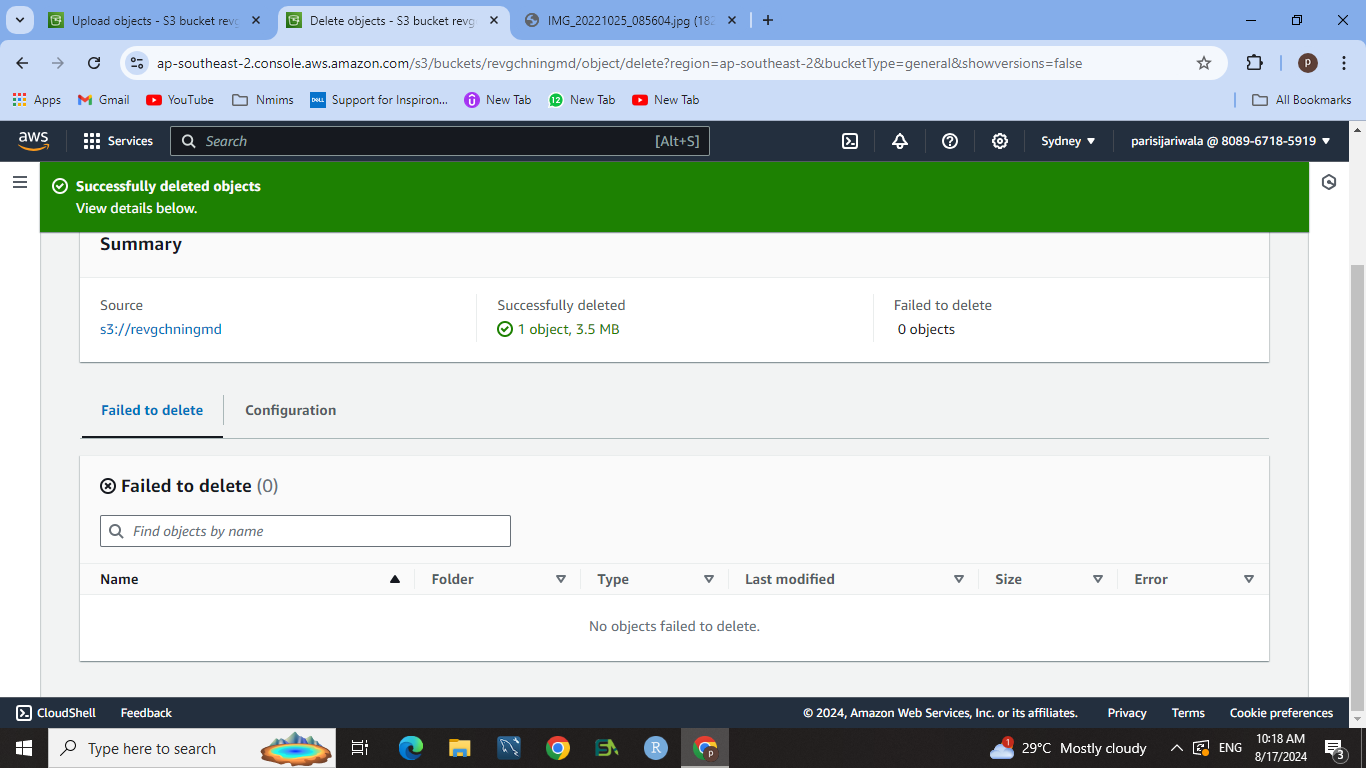 Upload objects - S3 bucket revg
Delete objects - S3 bucket revg
IMG_20221025_085604.jpg (182
ap-southeast-2.console.aws.amazon.com/s3/buckets/revgchningmd/object/delete?region=ap-southeast-2&bucketType=general&showversions=false
p
Apps
Gmail
YouTube
Nmims
DELL
Support for Inspiron...
New Tab
12
New Tab
New Tab
All Bookmarks
aws
Services
Search
[Alt+S]
Sydney
parisijariwala @ 8089-6718-5919
Successfully deleted objects
View details below.
Summary
Source
s3://revgchningmd
Successfully deleted
1 object, 3.5 MB
Failed to delete
0 objects
Failed to delete
Configuration
Failed to delete (0)
Find objects by name
Name
Folder
Type
Last modified
Size
Error
No objects failed to delete.
CloudShell
Feedback
© 2024, Amazon Web Services, Inc. or its affiliates.
Privacy
Terms
Cookie preferences
Type here to search
R
p
1
29°C Mostly cloudy
ENG
10:18 AM
8/17/2024
3